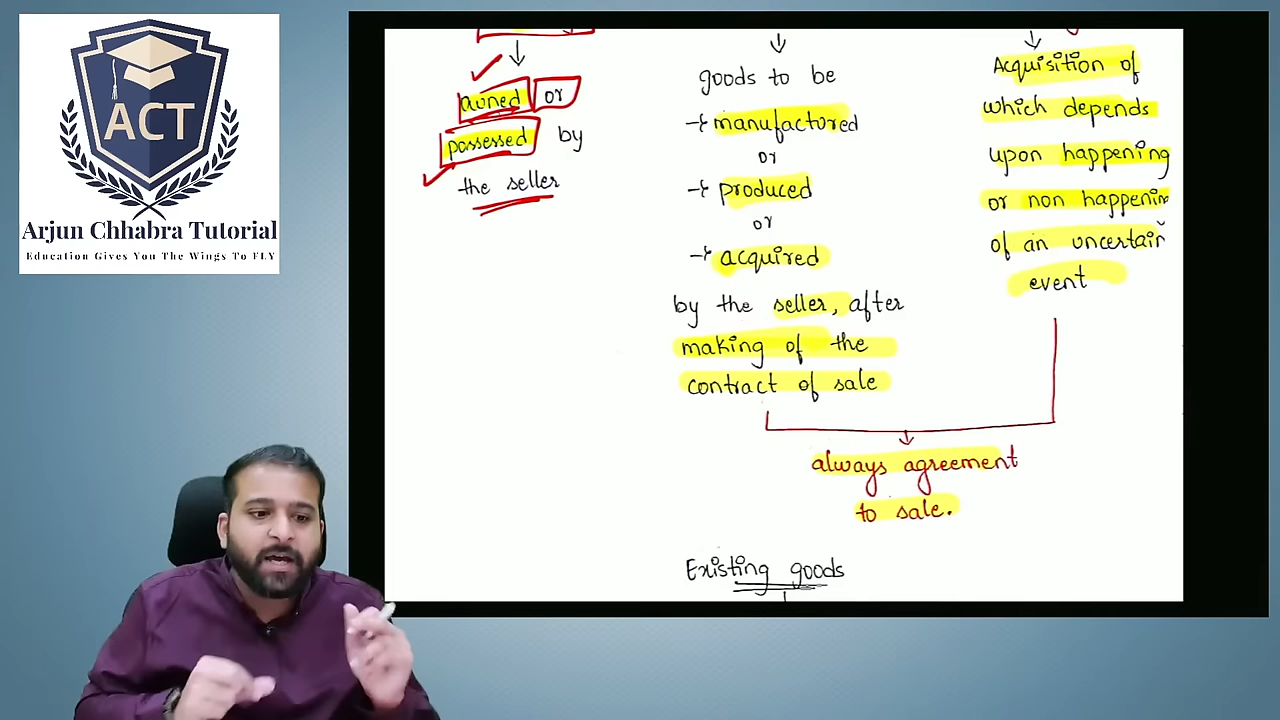 ACT
Arjun Chhabra Tutorial
Education Gives You The Wings To FLY
owned or
possessed by
the seller
goods to be
→ manufactored
or
→ produced
or
→ acquired
by the seller, after
making of the
contract of sale
Acquisition of
which depends
upon happening
or non happenin
of an uncertain
event
always agreement
to sale.
Existing goods